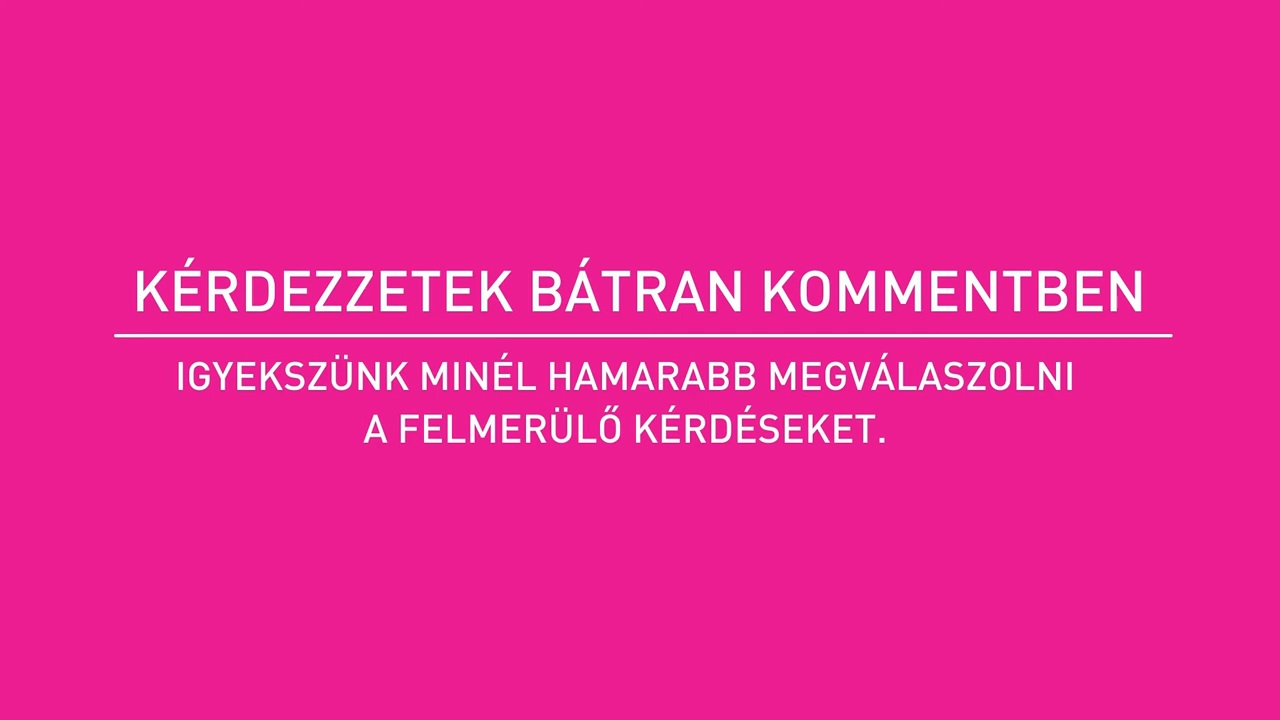 KÉRDEZZETEK BÁTRAN KOMMENTBEN
IGYEKSZÜNK MINÉL HAMARABB MEGVÁLASZOLNI
A FELMERÜLŐ KÉRDÉSEKET.